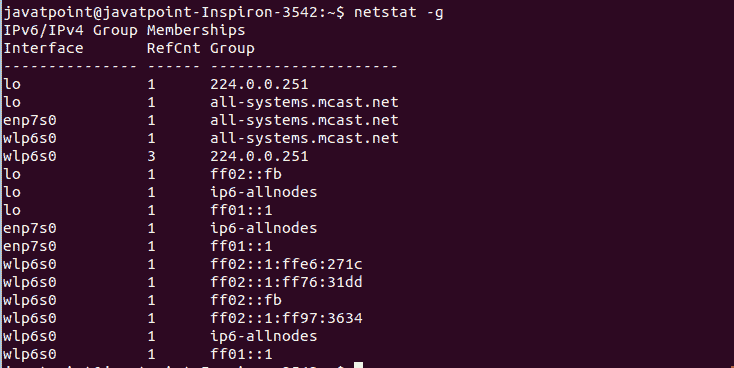 javatpoint@javatpoint-Inspiron-3542:~$ netstat -g
IPv6/IPv4 Group Memberships
Interface       RefCnt Group
--------------- ------ ---------------------
lo              1      224.0.0.251
lo              1      all-systems.mcast.net
enp7s0          1      all-systems.mcast.net
wlp6s0          1      all-systems.mcast.net
wlp6s0          3      224.0.0.251
lo              1      ff02::fb
lo              1      ip6-allnodes
lo              1      ff01::1
enp7s0          1      ip6-allnodes
enp7s0          1      ff01::1
wlp6s0          1      ff02::1:ffe6:271c
wlp6s0          1      ff02::1:ff76:31dd
wlp6s0          1      ff02::fb
wlp6s0          1      ff02::1:ff97:3634
wlp6s0          1      ip6-allnodes
wlp6s0          1      ff01::1
javatpoint@javatpoint-Inspiron-3542:~$